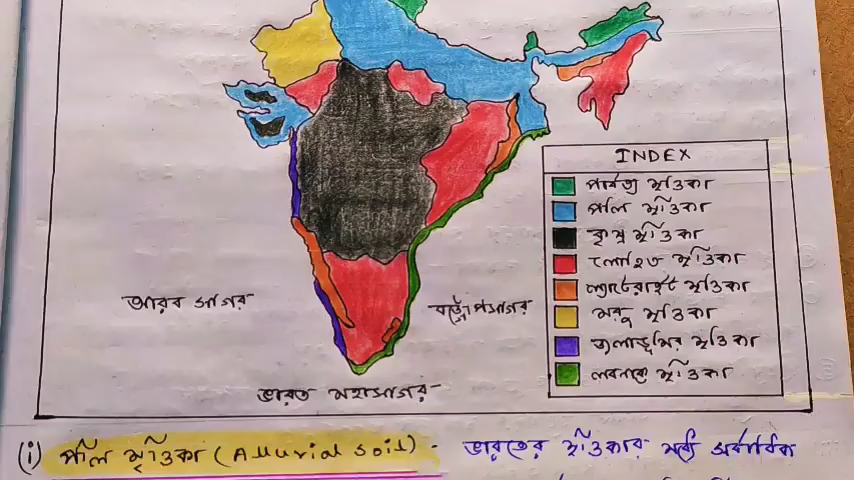 INDEX
পার্বত্য মৃত্তিকা
পলি মৃত্তিকা
কৃষ্ণ মৃত্তিকা
লোহিত মৃত্তিকা
ল্যাটেরাইট মৃত্তিকা
মরু মৃত্তিকা
জলাভূমির মৃত্তিকা
লবনাক্ত মৃত্তিকা
আরব সাগর
বঙ্গোপসাগর
ভারত মহাসাগর
(i) পলি মৃত্তিকা (Alluvial soil) - ভারতের মৃত্তিকার মধ্যে সর্বাধিক